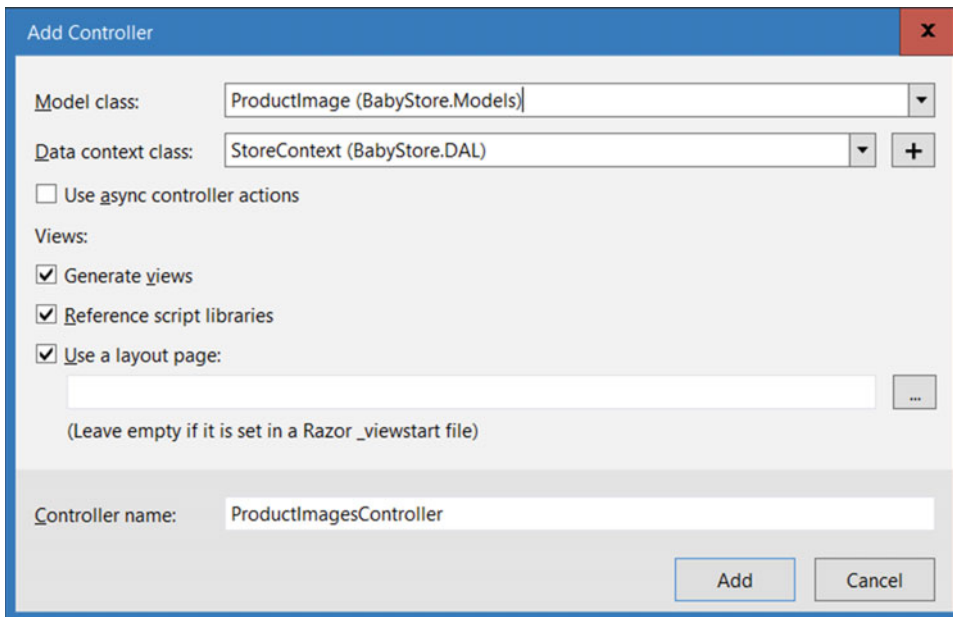 Add Controller
x
Model class: ProductImage (BabyStore.Models)
Data context class: StoreContext (BabyStore.DAL) +
Use async controller actions
Views:
Generate views
Reference script libraries
Use a layout page:
...
(Leave empty if it is set in a Razor _viewstart file)
Controller name: ProductImagesController
Add Cancel